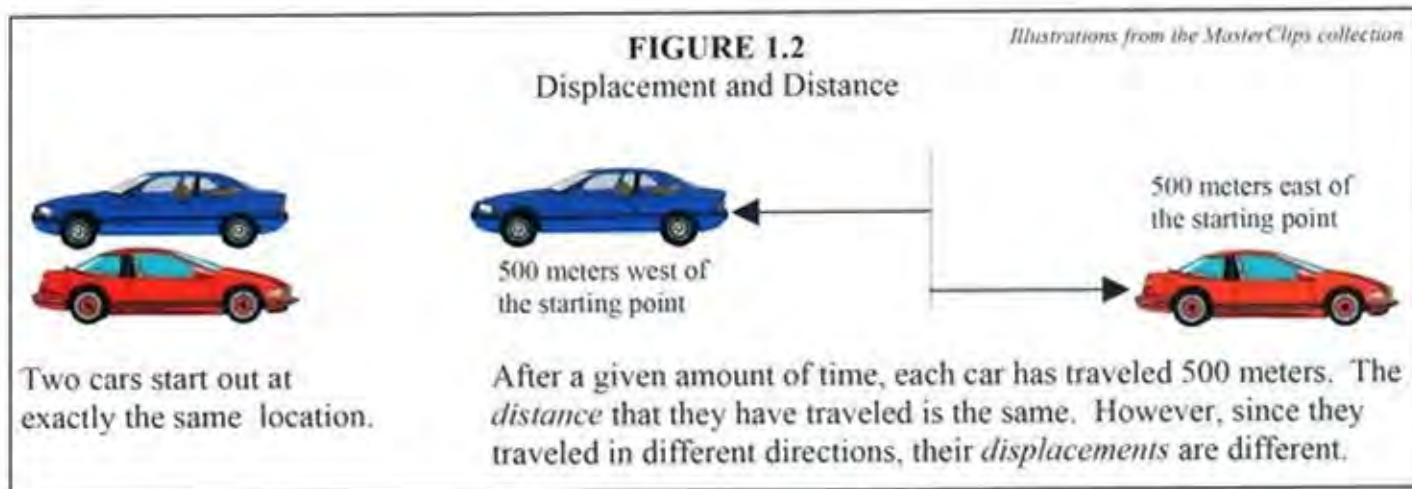 Illustrations from the MasterClips collection
FIGURE 1.2
Displacement and Distance
500 meters east of
the starting point
500 meters west of
the starting point
Two cars start out at
exactly the same location.
After a given amount of time, each car has traveled 500 meters. The
distance that they have traveled is the same. However, since they
traveled in different directions, their displacements are different.